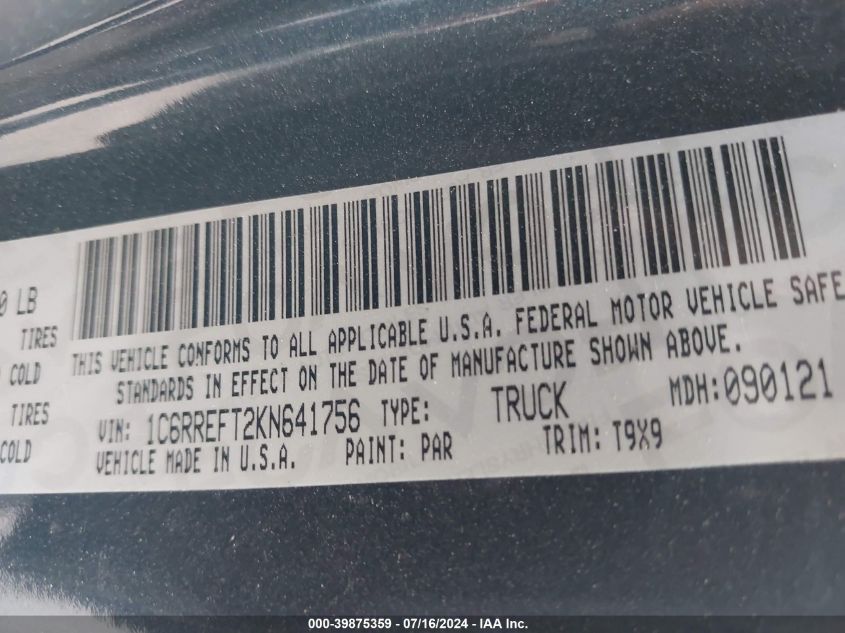 0 LB
TIRES
COLD
TIRES
COLD
THIS VEHICLE CONFORMS TO ALL APPLICABLE U.S.A. FEDERAL MOTOR VEHICLE SAFE
STANDARDS IN EFFECT ON THE DATE OF MANUFACTURE SHOWN ABOVE.
VIN: 1C6RREFT2KN641756 TYPE: TRUCK MDH:090121
VEHICLE MADE IN U.S.A. PAINT: PAR TRIM: T9X9
000-39875359 - 07/16/2024 - IAA, Inc.